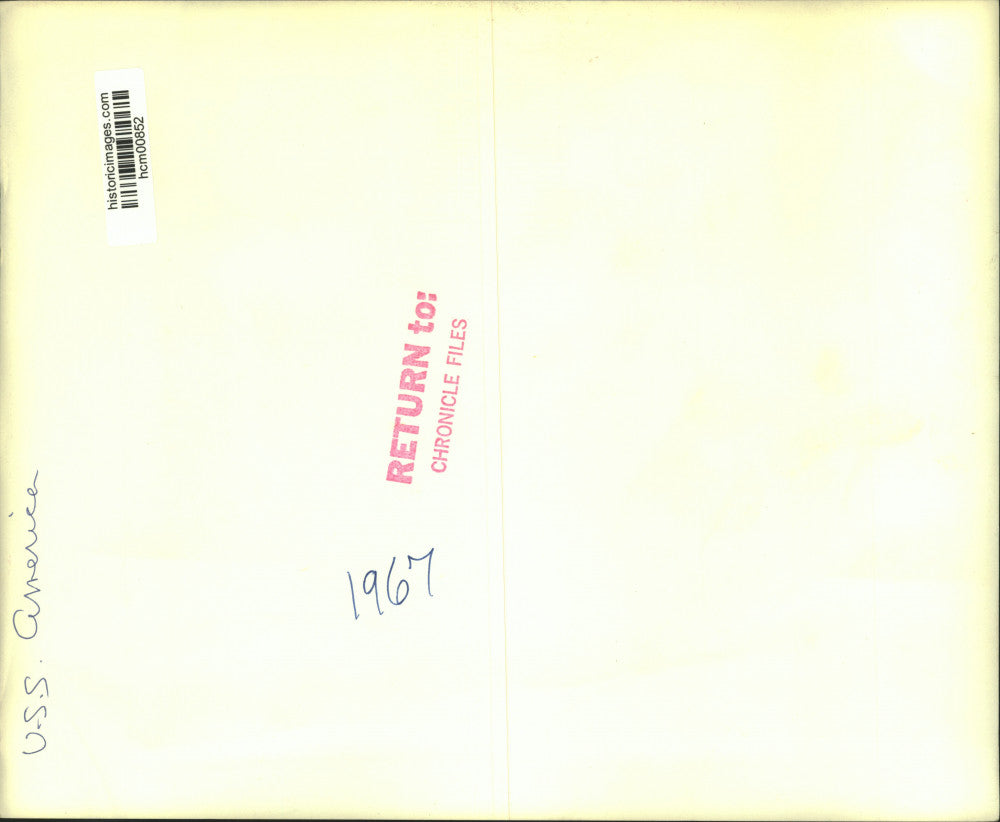 historicimages.com
hcm00852
RETURN to:
CHRONICLE FILES
1967
U.S.S. America